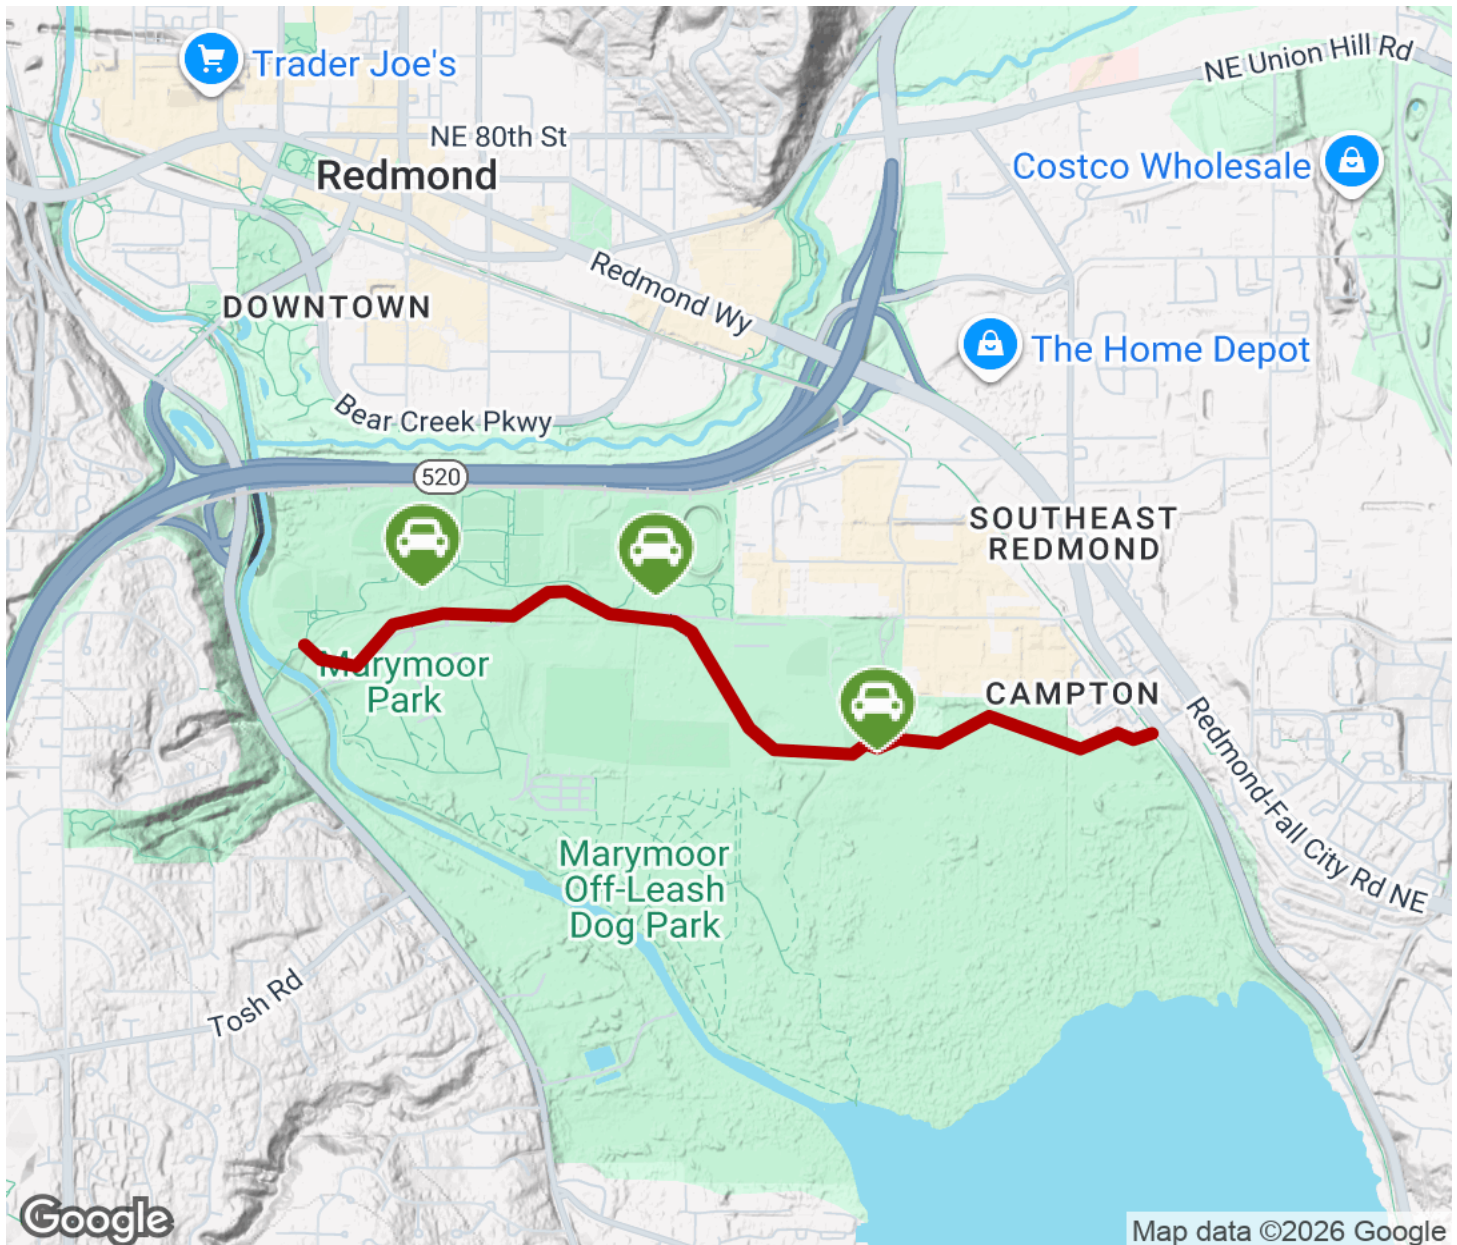 NE Union Hill Rd
Trader Joe's
NE 80th St
Costco Wholesale
Redmond
Redmond Wy
DOWNTOWN
The Home Depot
Bear Creek Pkwy
520
SOUTHEAST
REDMOND
Marymoor
Park
CAMPTON
Redmond-Fall City Rd NE
Marymoor
Off-Leash
Dog Park
Tosh Rd
Google
Map data ©2026 Google